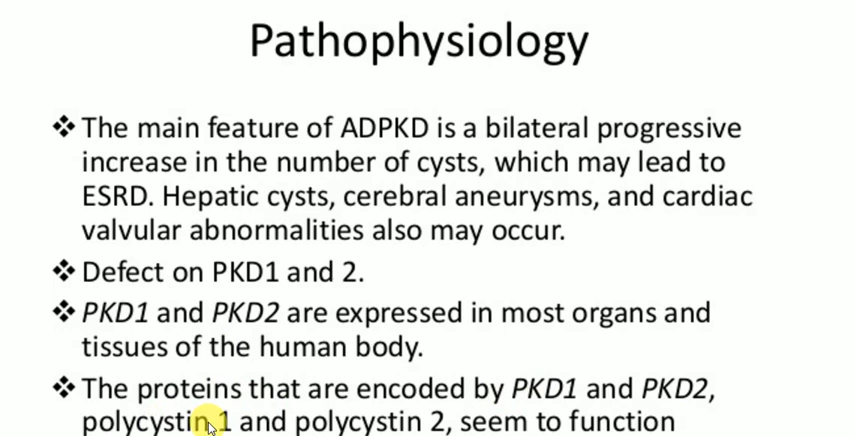 Pathophysiology
❖ The main feature of ADPKD is a bilateral progressive
increase in the number of cysts, which may lead to
ESRD. Hepatic cysts, cerebral aneurysms, and cardiac
valvular abnormalities also may occur.
❖ Defect on PKD1 and 2.
❖ PKD1 and PKD2 are expressed in most organs and
tissues of the human body.
❖ The proteins that are encoded by PKD1 and PKD2,
polycystin 1 and polycystin 2, seem to function